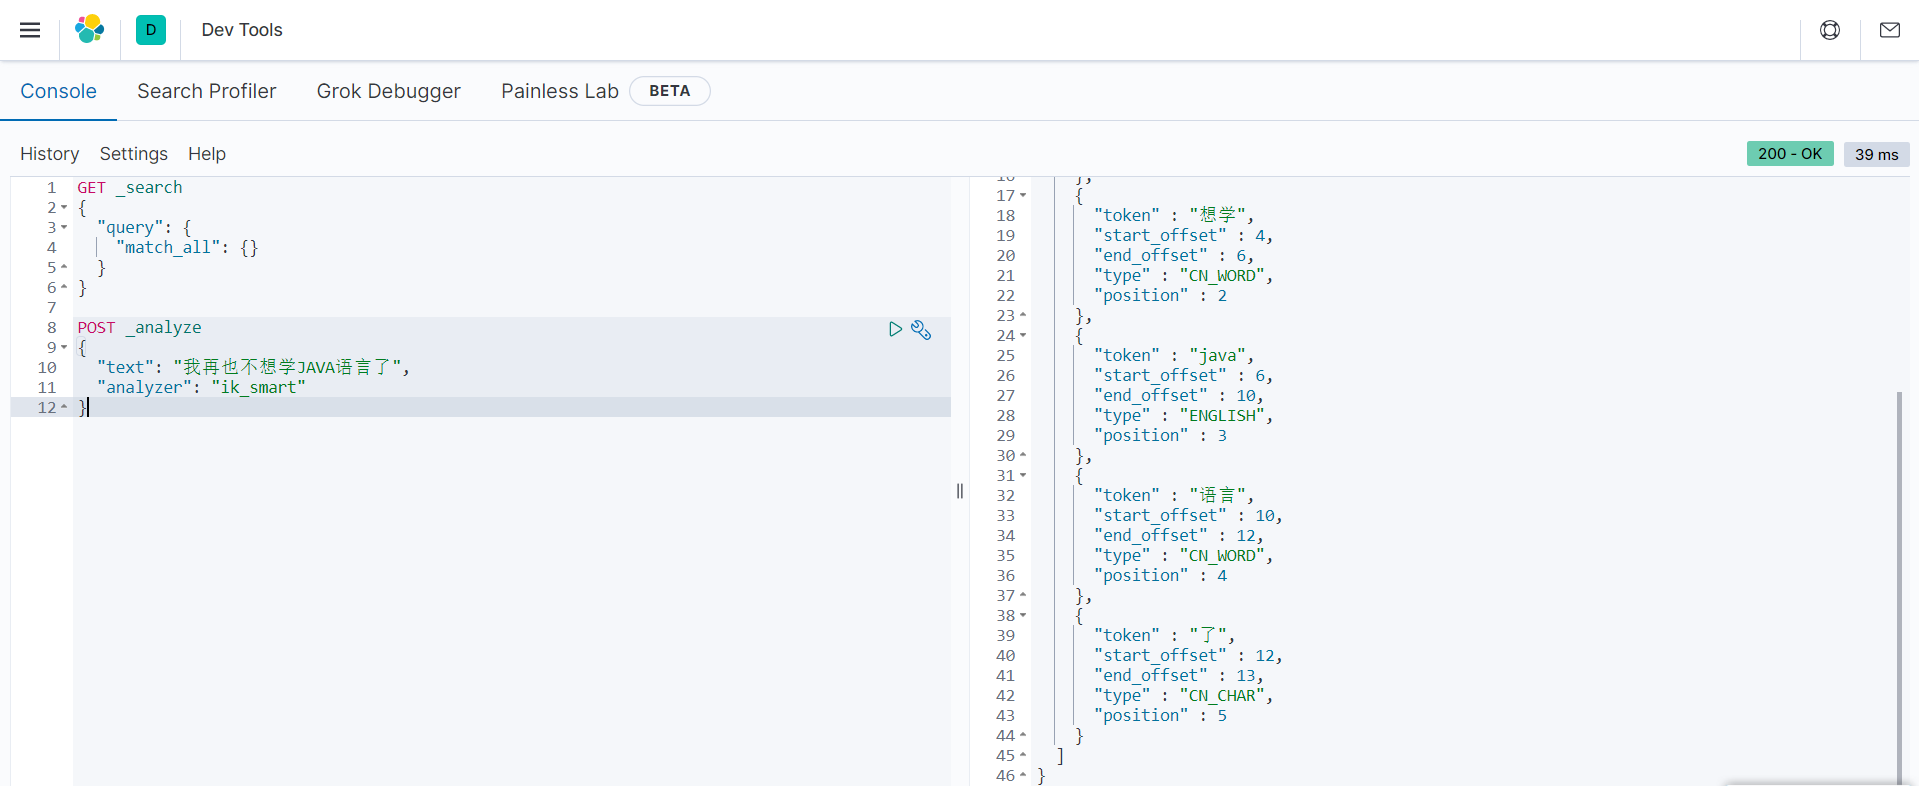 D Dev Tools
Console Search Profiler Grok Debugger Painless Lab BETA
History Settings Help 200 - OK 39 ms
1 GET _search
2 {
3 "query": {
4 "match_all": {}
5 }
6 }
7
8 POST _analyze
9 {
10 "text": "我再也不想学JAVA语言了",
11 "analyzer": "ik_smart"
12 }
16 },
17 {
18 "token" : "想学",
19 "start_offset" : 4,
20 "end_offset" : 6,
21 "type" : "CN_WORD",
22 "position" : 2
23 },
24 {
25 "token" : "java",
26 "start_offset" : 6,
27 "end_offset" : 10,
28 "type" : "ENGLISH",
29 "position" : 3
30 },
31 {
32 "token" : "语言",
33 "start_offset" : 10,
34 "end_offset" : 12,
35 "type" : "CN_WORD",
36 "position" : 4
37 },
38 {
39 "token" : "了",
40 "start_offset" : 12,
41 "end_offset" : 13,
42 "type" : "CN_CHAR",
43 "position" : 5
44 }
45 ]
46 }